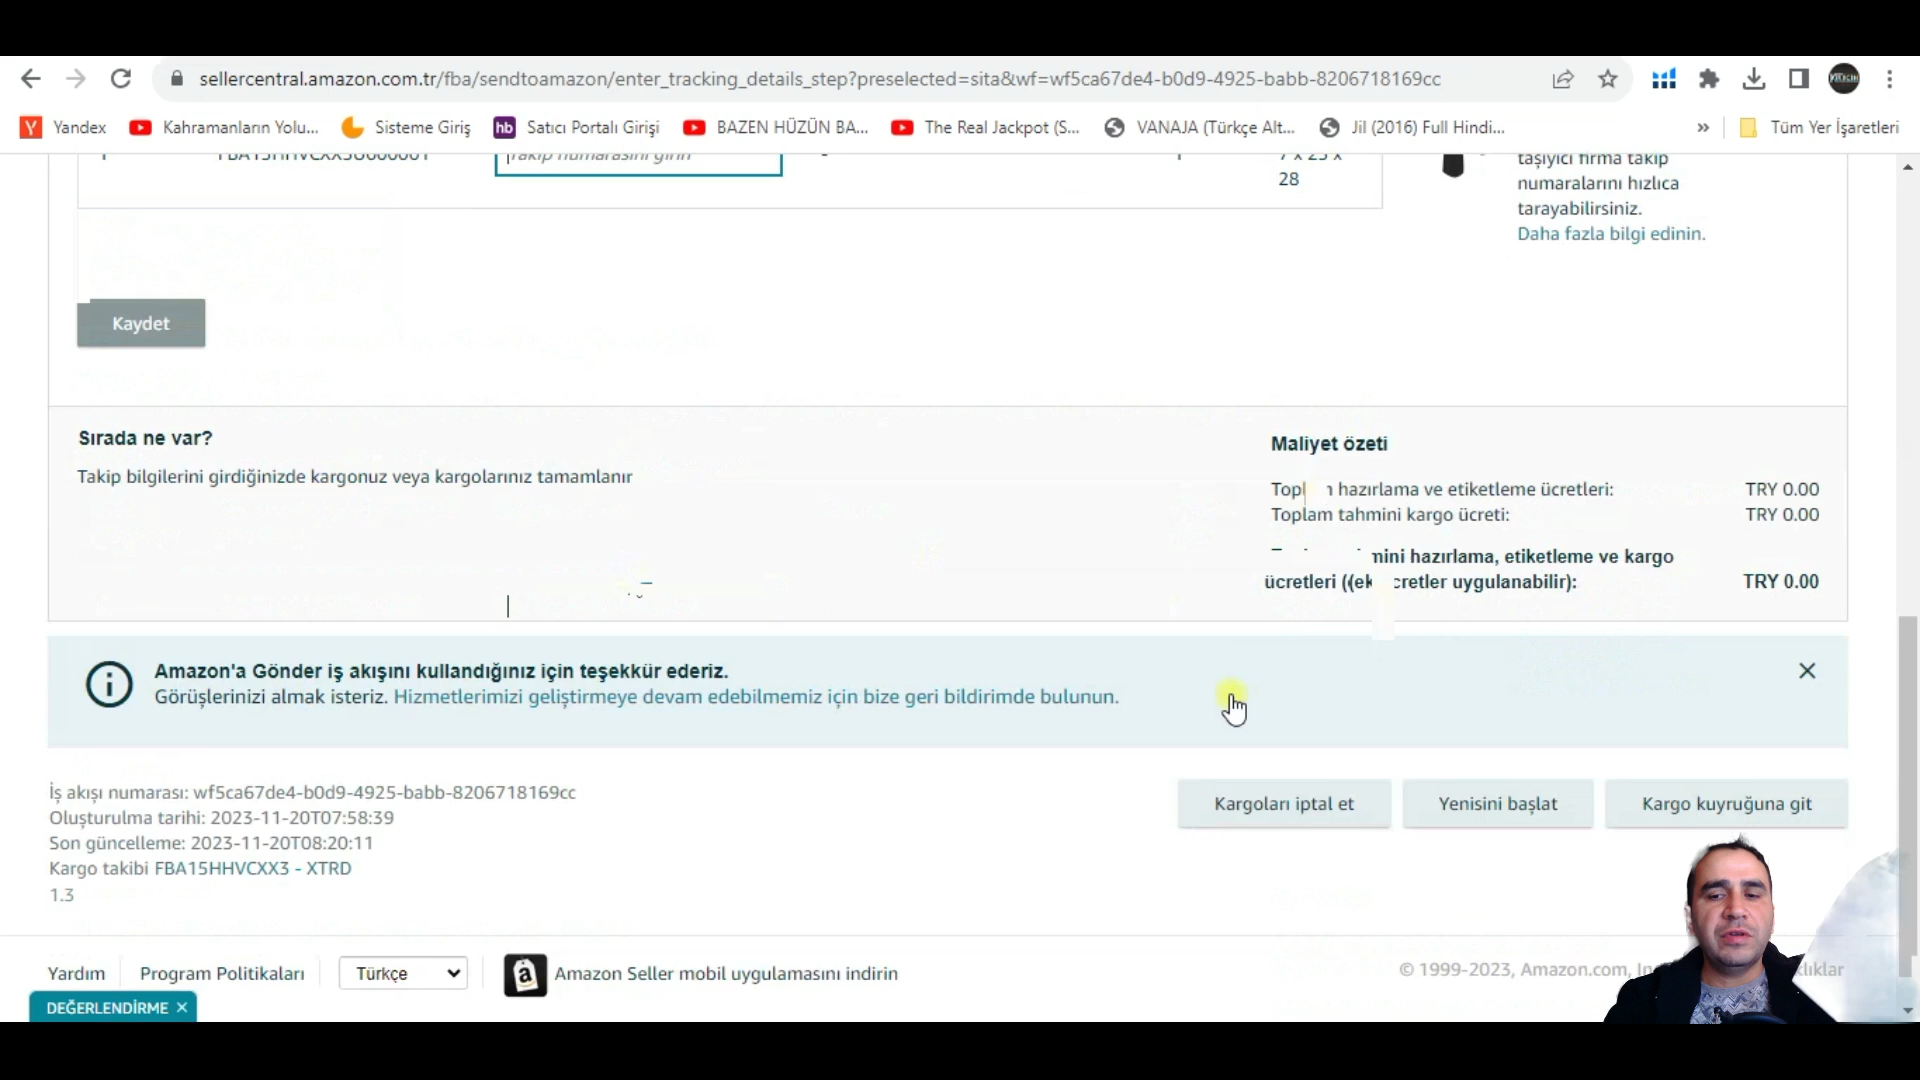 sellercentral.amazon.com.tr/fba/sendtoamazon/enter_tracking_details_step?preselected=sita&wf=wf5ca67de4-b0d9-4925-babb-8206718169cc
Yandex
Kahramanların Yolu...
Sisteme Giriş
hb
Satıcı Portalı Girişi
BAZEN HÜZÜN BA...
The Real Jackpot (S...
VANAJA (Türkçe Alt...
Jil (2016) Full Hindi...
»
Tüm Yer İşaretleri
28
taşıyıcı firma takip
numaralarını hızlıca
tarayabilirsiniz.
Daha fazla bilgi edinin.
Kaydet
Sırada ne var?
Takip bilgilerini girdiğinizde kargonuz veya kargolarınız tamamlanır
Maliyet özeti
hazırlama ve etiketleme ücretleri: TRY 0.00
Toplam tahmini kargo ücreti: TRY 0.00
hazırlama, etiketleme ve kargo
ücretleri uygulanabilir): TRY 0.00
Amazon'a Gönder iş akışını kullandığınız için teşekkür ederiz.
Görüşlerinizi almak isteriz. Hizmetlerimizi geliştirmeye devam edebilmemiz için bize geri bildirimde bulunun.
İş akışı numarası: wf5ca67de4-b0d9-4925-babb-8206718169cc
Oluşturulma tarihi: 2023-11-20T07:58:39
Son güncelleme: 2023-11-20T08:20:11
Kargo takibi FBA15HHVCXX3 - XTRD
1.3
Kargoları iptal et
Yenisini başlat
Kargo kuyruğuna git
Yardım
Program Politikaları
Türkçe
Amazon Seller mobil uygulamasını indirin
© 1999-2023, Amazon.com,
DEĞERLENDİRME ×